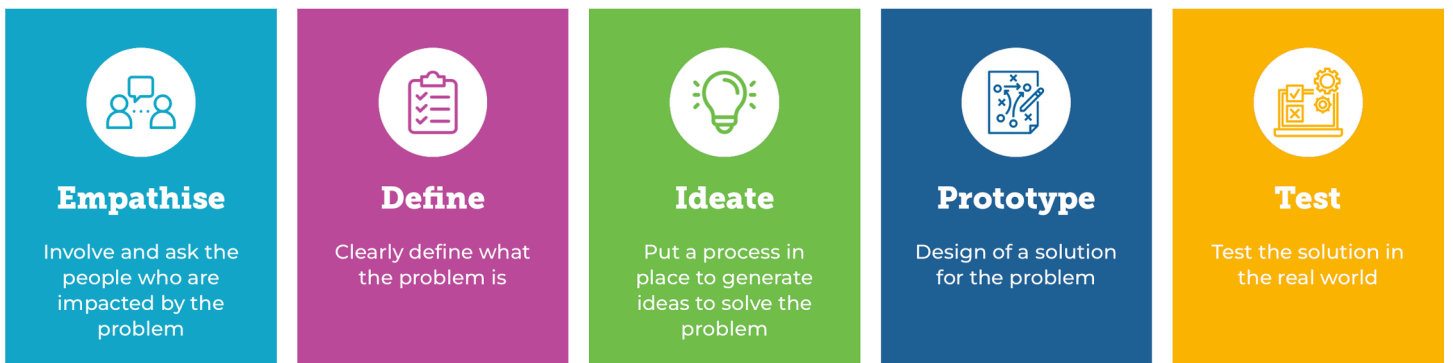 Empathise
Involve and ask the
people who are
impacted by the
problem
Define
Clearly define what
the problem is
Ideate
Put a process in
place to generate
ideas to solve the
problem
Prototype
Design of a solution
for the problem
Test
Test the solution in
the real world